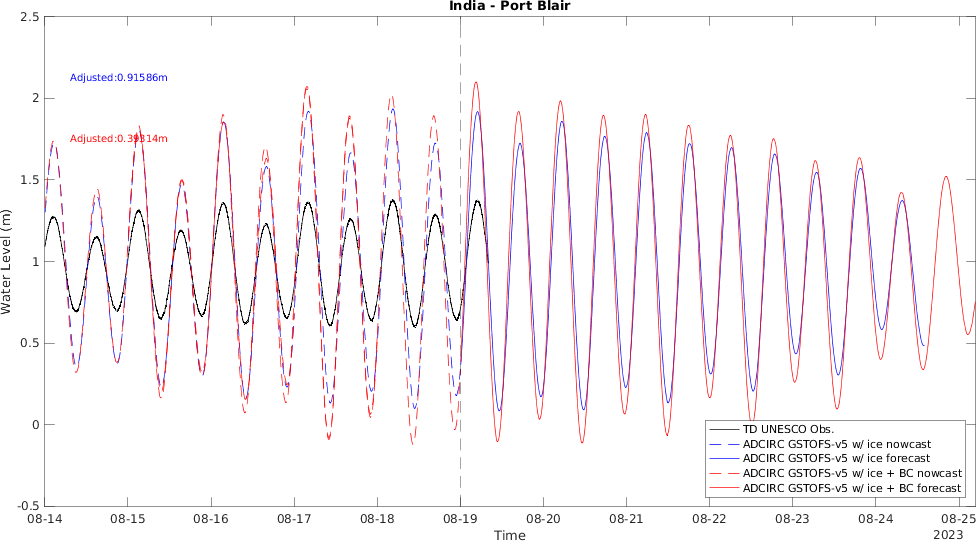 India - Port Blair
2.5
2
1.5
1
0.5
0
-0.5
Water Level (m)
Adjusted:0.91586m
Adjusted:0.39314m
TD UNESCO Obs.
ADCIRC GSTOFS-v5 w/ ice nowcast
ADCIRC GSTOFS-v5 w/ ice forecast
ADCIRC GSTOFS-v5 w/ ice + BC nowcast
ADCIRC GSTOFS-v5 w/ ice + BC forecast
08-14 08-15 08-16 08-17 08-18 08-19 08-20 08-21 08-22 08-23 08-24 08-25
Time 2023